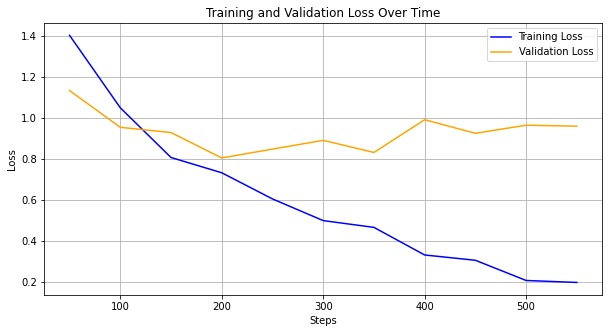 Training and Validation Loss Over Time
Training Loss
Validation Loss
Loss
1.4
1.2
1.0
0.8
0.6
0.4
0.2
100 200 300 400 500
Steps